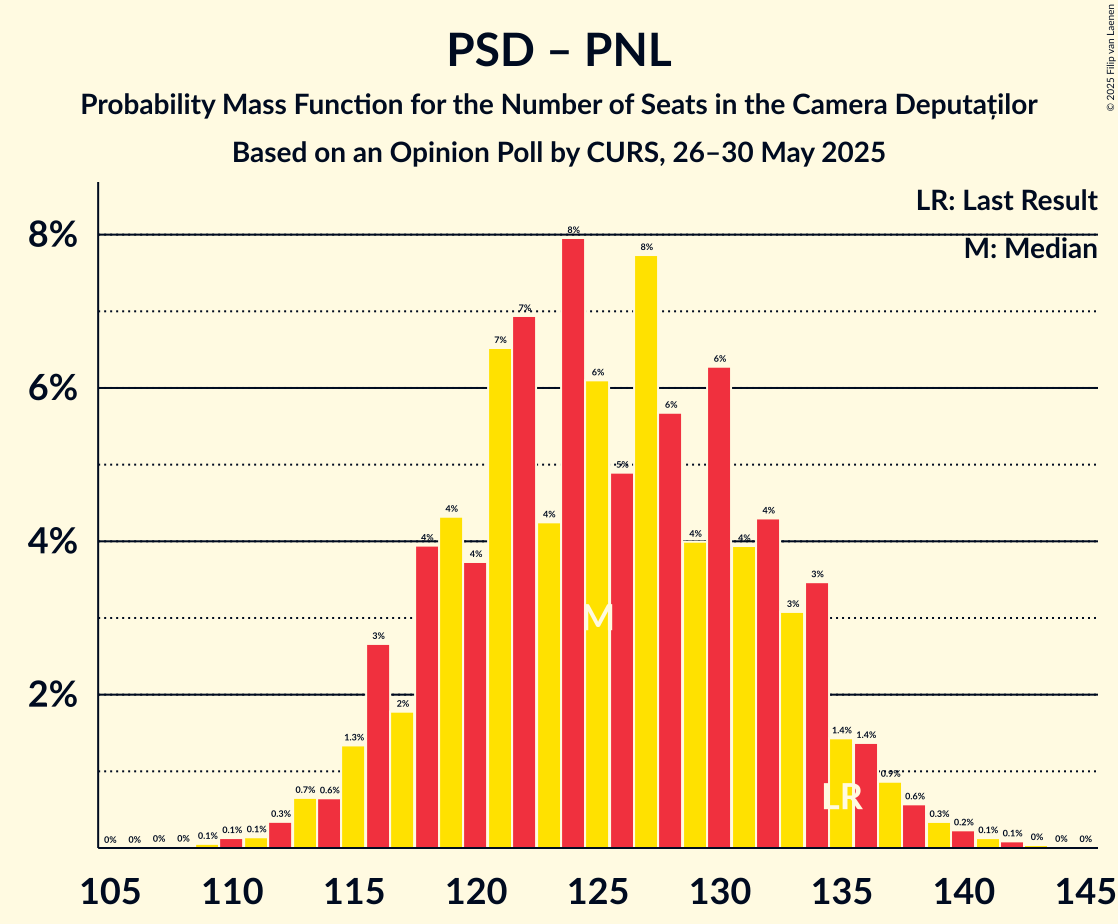 PSD – PNL
Probability Mass Function for the Number of Seats in the Camera Deputaților
Based on an Opinion Poll by CURS, 26–30 May 2025
© 2025 Filip van Laenen
LR: Last Result
M: Median
8%
6%
4%
2%
0% 0% 0% 0% 0.1% 0.1% 0.1% 0.3% 0.7% 0.6% 1.3% 3% 2% 4% 4% 4% 7% 7% 4% 8% 6% 5% 8% 6% 4% 6% 4% 4% 3% 3% 1.4% 1.4% 0.9% 0.6% 0.3% 0.2% 0.1% 0.1% 0% 0% 0%
M
LR
105 110 115 120 125 130 135 140 145